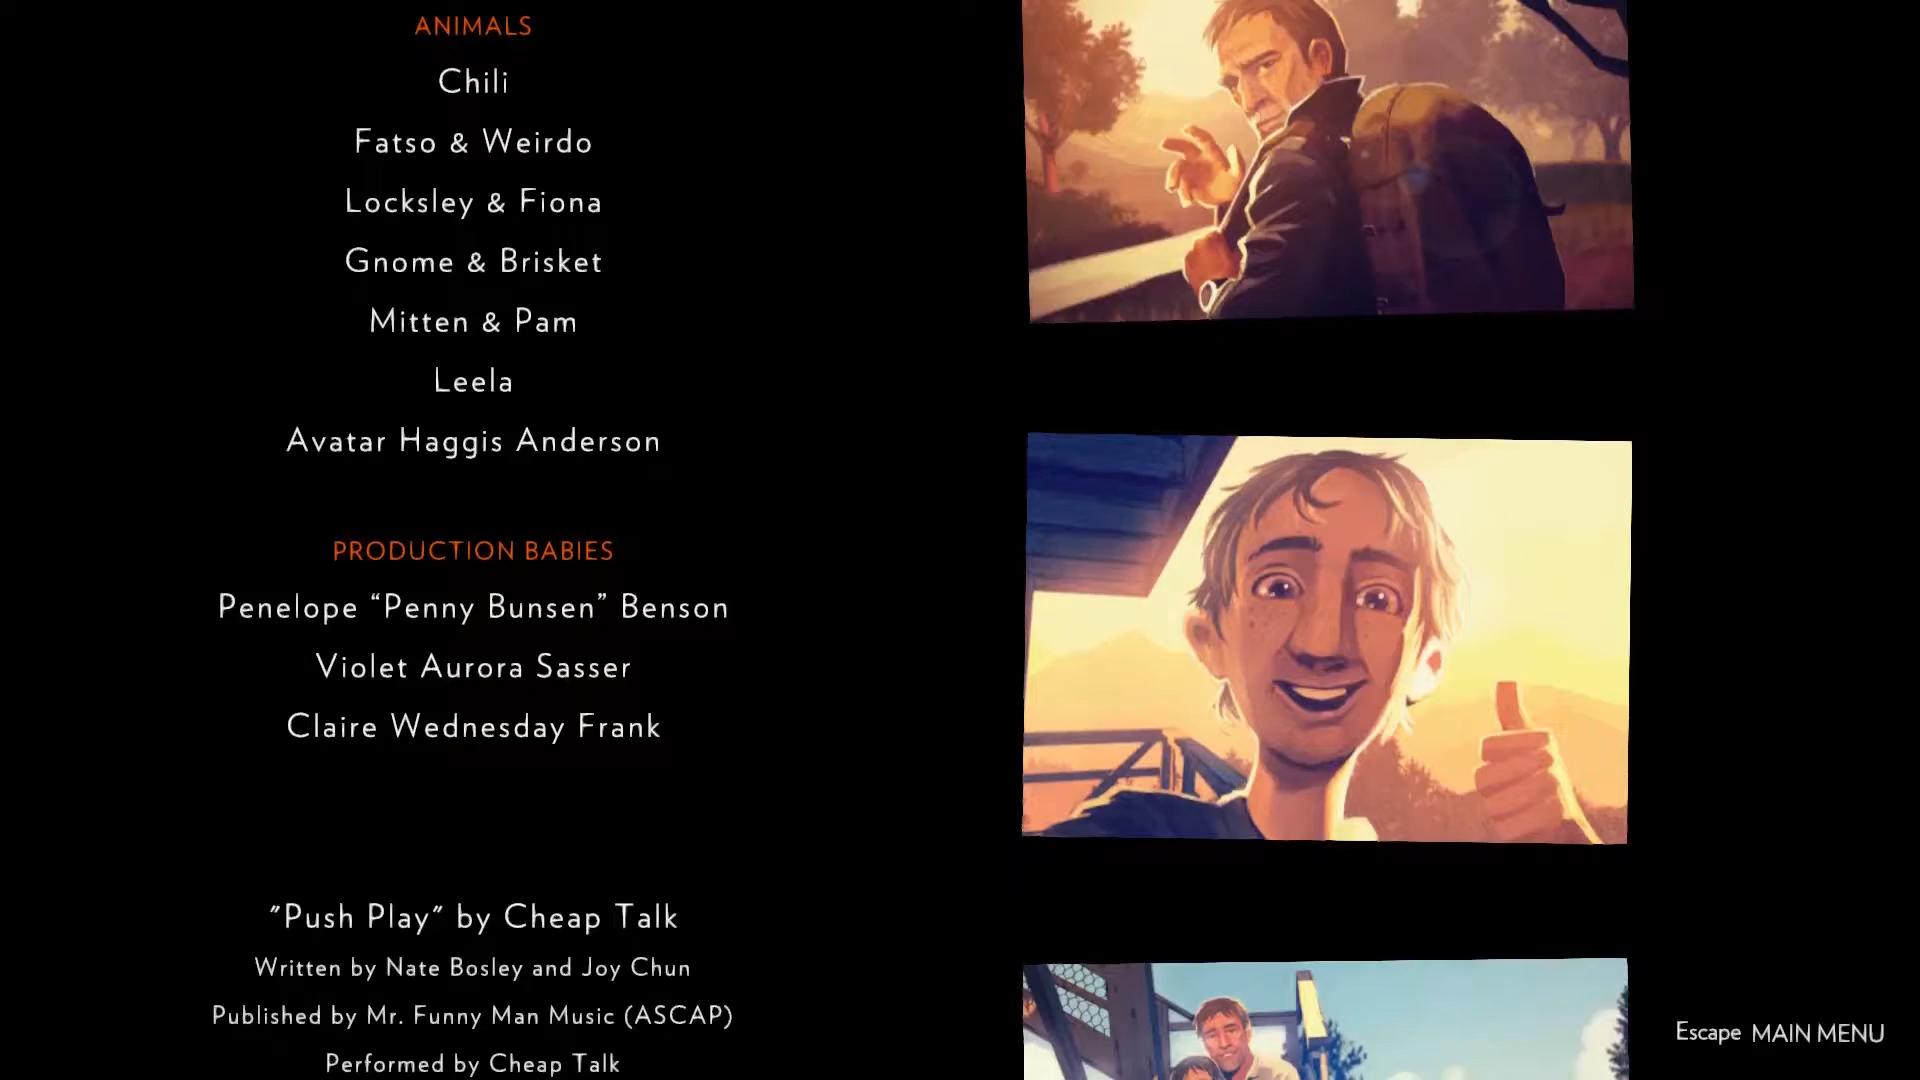 ANIMALS
Chili
Fatso & Weirdo
Locksley & Fiona
Gnome & Brisket
Mitten & Pam
Leela
Avatar Haggis Anderson
PRODUCTION BABIES
Penelope “Penny Bunsen” Benson
Violet Aurora Sasser
Claire Wednesday Frank
"Push Play" by Cheap Talk
Written by Nate Bosley and Joy Chun
Published by Mr. Funny Man Music (ASCAP)
Performed by Cheap Talk
Escape MAIN MENU